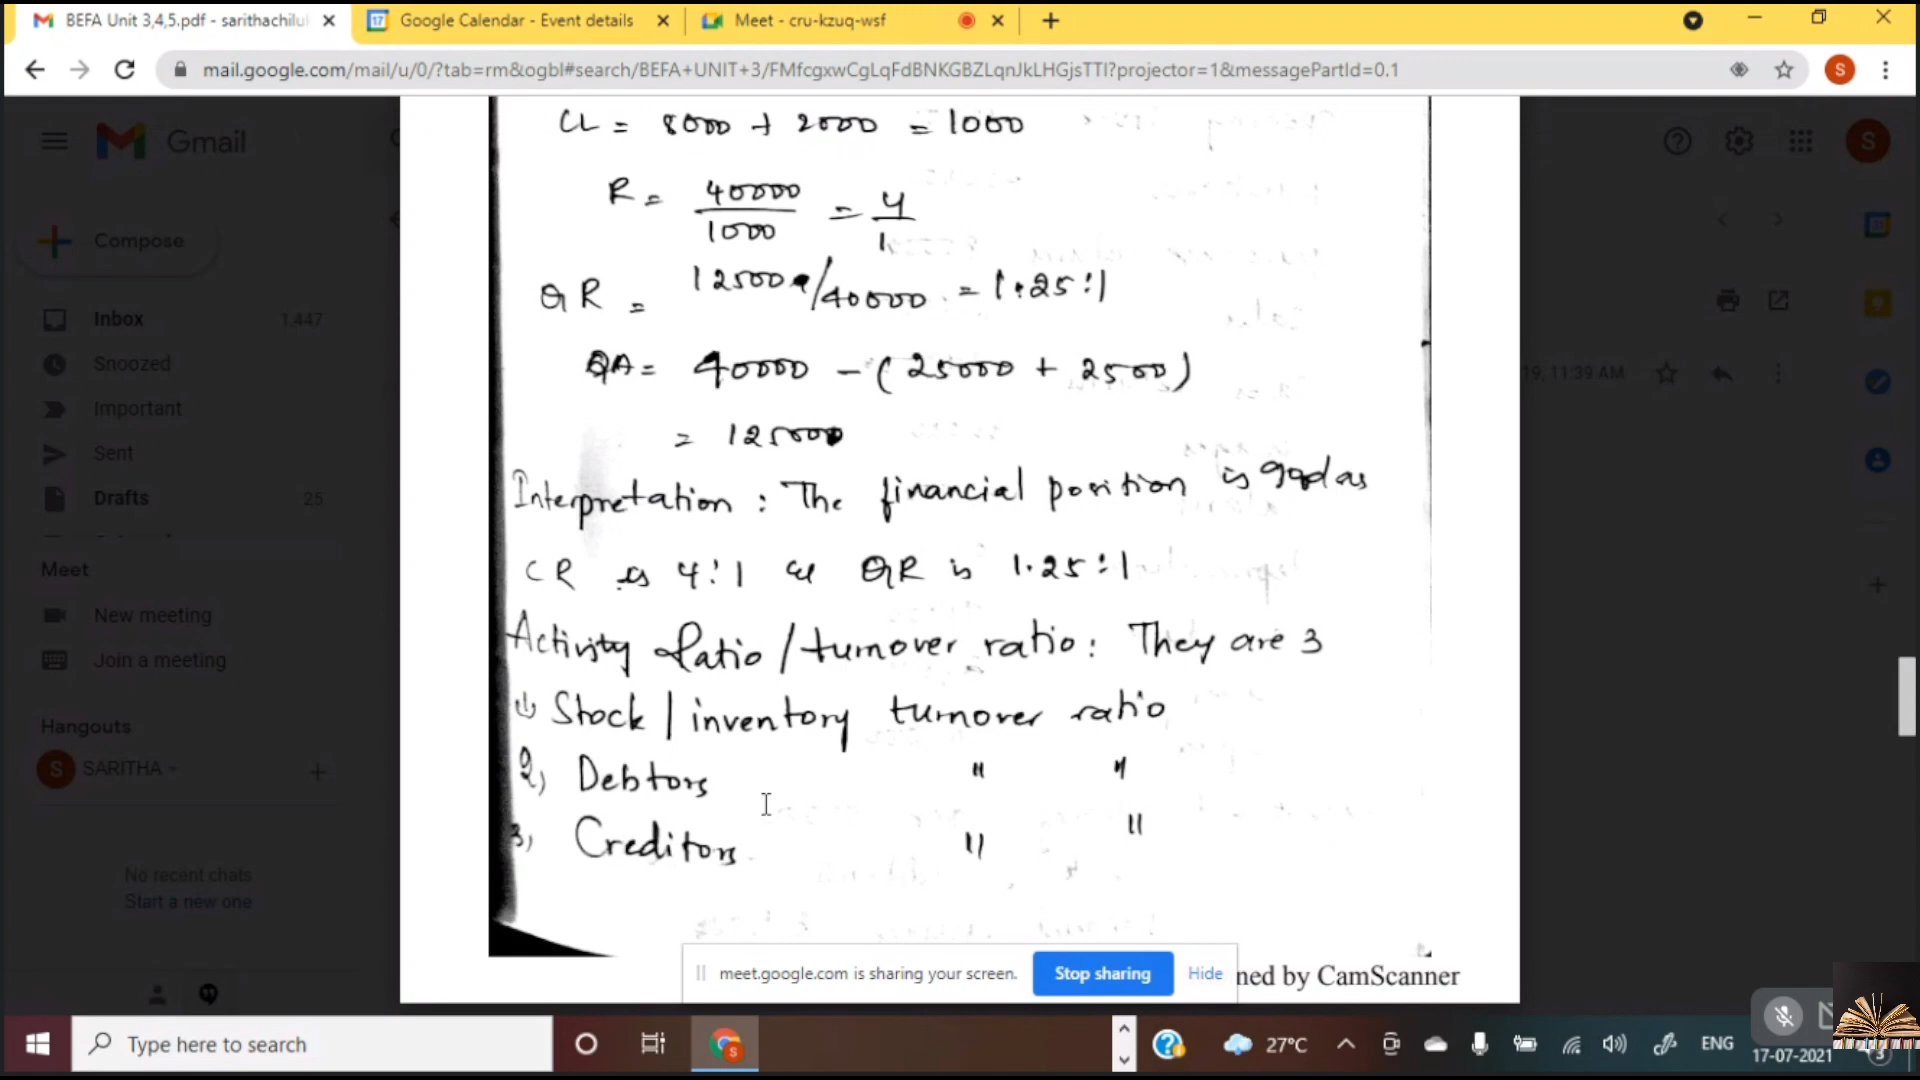 BEFA Unit 3,4,5.pdf - sarithachilu
Google Calendar - Event details
Meet - cru-kzuq-wsf
mail.google.com/mail/u/0/?tab=rm&ogbl#search/BEFA+UNIT+3/FMfcgxwCgLqFdBNKGBZLqnJkLHGjsTTI?projector=1&messagePartId=0.1
S
Gmail
S
Compose
Inbox 1,447
Snoozed
Important
Sent
Drafts 25
Meet
New meeting
Join a meeting
Hangouts
S SARITHA
No recent chats
Start a new one
19, 11:39 AM
CL = 8000 + 2000 = 1000
R = 40000/1000 = 4/1
QR = 12500/40000 = 1.25:1
QA = 40000 - (25000 + 2500)
= 12500
Interpretation : The financial position is good as
CR is 4:1 & QR is 1.25:1
Activity Ratio/turnover ratio: They are 3
1) Stock/inventory turnover ratio
2) Debtors " "
3) Creditors " "
meet.google.com is sharing your screen. Stop sharing Hide
ned by CamScanner
Type here to search
27°C
ENG
17-07-2021
3